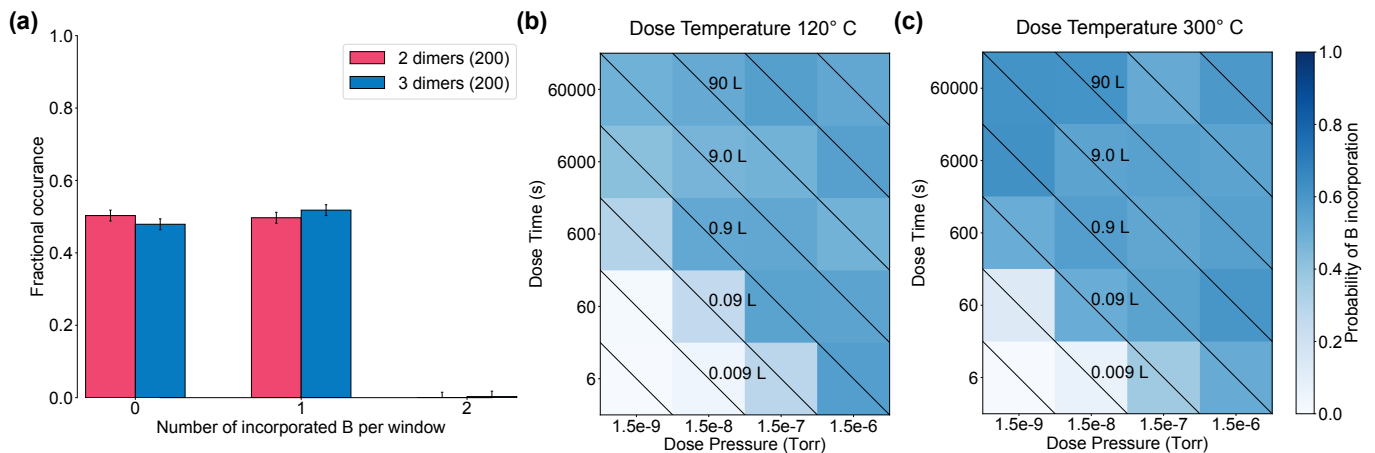 (a)
1.0
0.8
0.6
0.4
0.2
0.0
Fractional occurance
2 dimers (200)
3 dimers (200)
0
1
2
Number of incorporated B per window
(b)
Dose Temperature 120° C
60000
6000
600
60
6
Dose Time (s)
90 L
9.0 L
0.9 L
0.09 L
0.009 L
1.5e-9
1.5e-8
1.5e-7
1.5e-6
Dose Pressure (Torr)
(c)
Dose Temperature 300° C
60000
6000
600
60
6
Dose Time (s)
90 L
9.0 L
0.9 L
0.09 L
0.009 L
1.5e-9
1.5e-8
1.5e-7
1.5e-6
Dose Pressure (Torr)
1.0
0.8
0.6
0.4
0.2
0.0
Probability of B incorporation